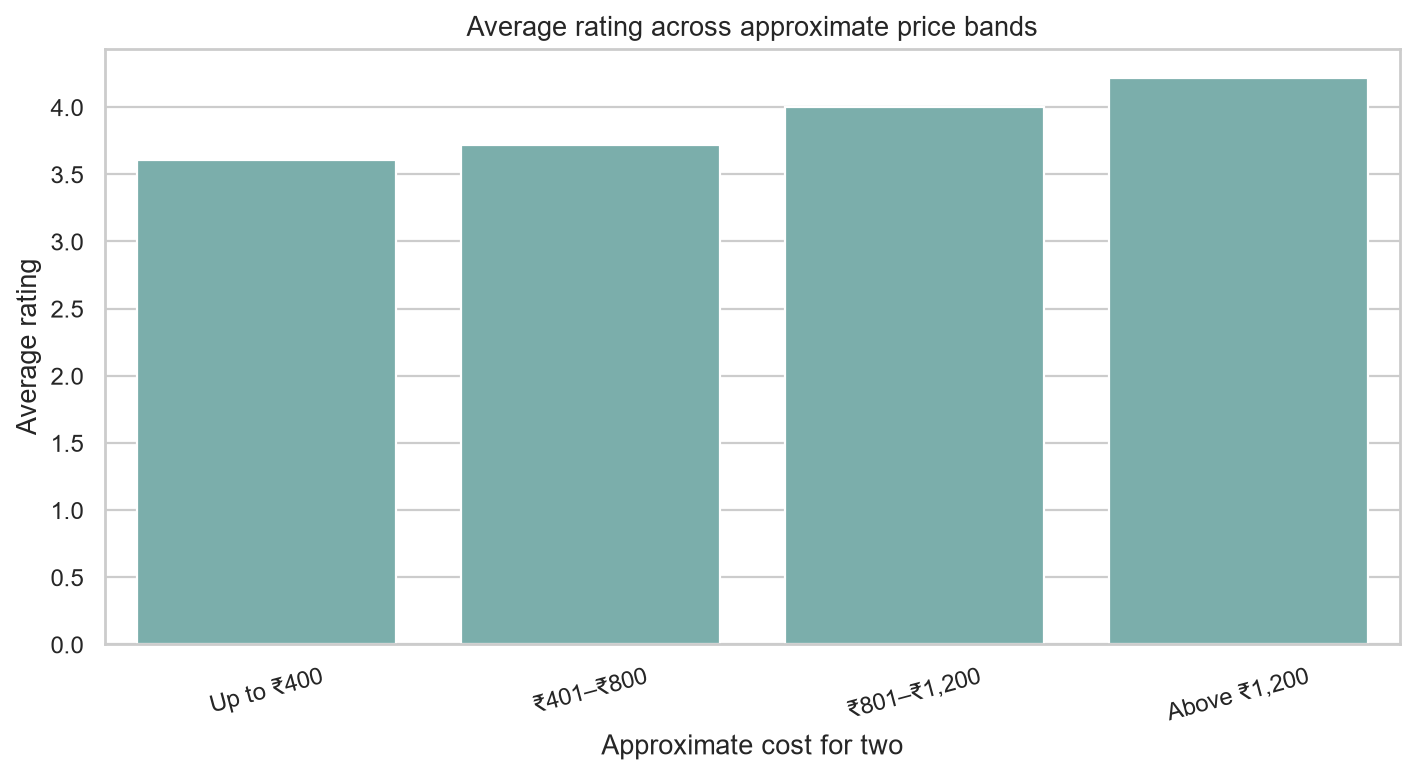 Average rating across approximate price bands
Average rating
4.0
3.5
3.0
2.5
2.0
1.5
1.0
0.5
0.0
Up to ₹400
₹401–₹800
₹801–₹1,200
Above ₹1,200
Approximate cost for two